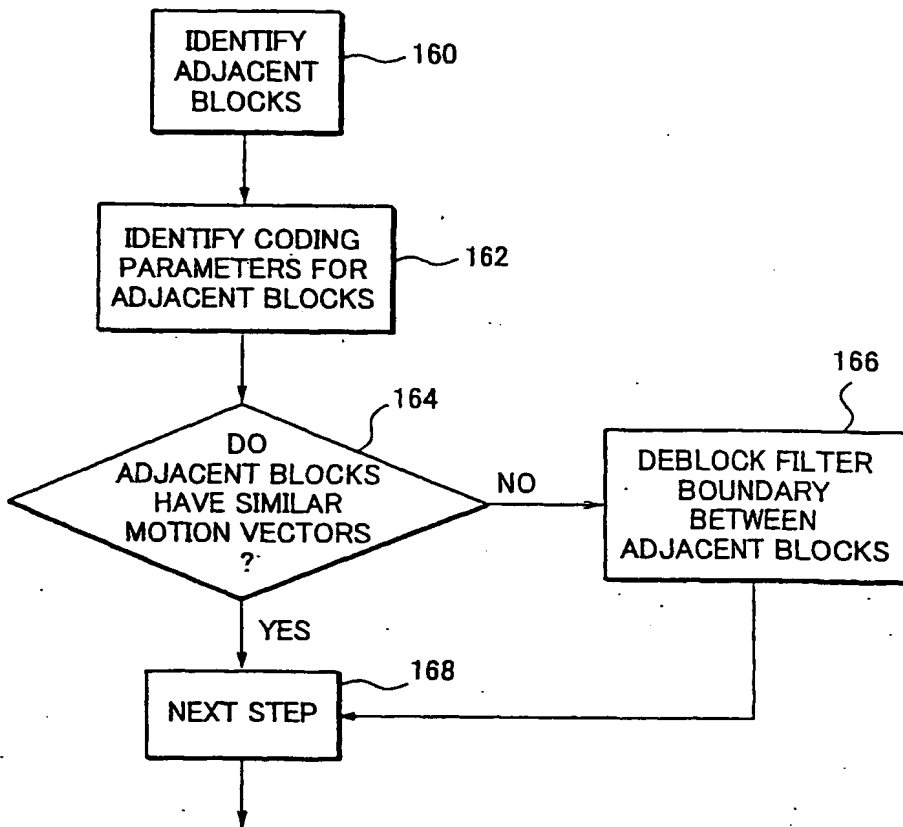 IDENTIFY
ADJACENT
BLOCKS
160
IDENTIFY CODING
PARAMETERS FOR
ADJACENT BLOCKS
162
164
DO
ADJACENT BLOCKS
HAVE SIMILAR
MOTION VECTORS
?
NO
166
DEBLOCK FILTER
BOUNDARY
BETWEEN
ADJACENT BLOCKS
YES
168
NEXT STEP